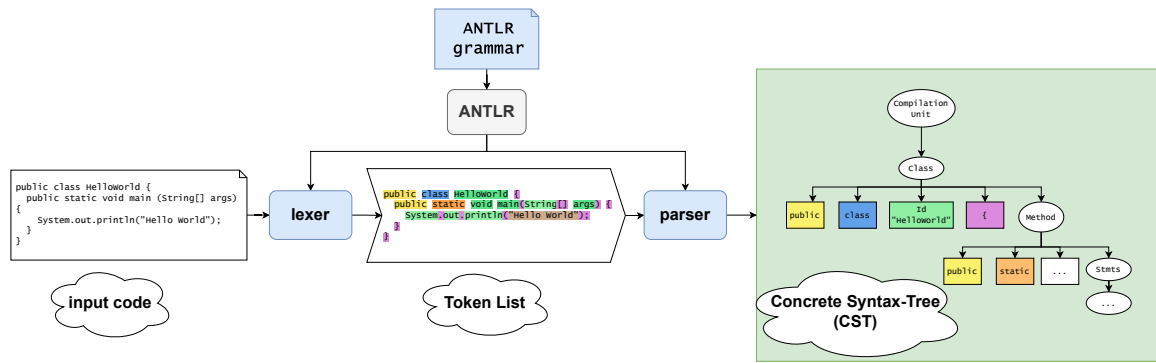 ANTLR
grammar
ANTLR
public class HelloWorld {
public static void main (String[] args)
{
System.out.println("Hello World");
}
}
lexer
public class HelloWorld {
public static void main(String[] args) {
System.out.println("Hello World");
}
}
parser
Compilation
Unit
Class
public
class
Id
"HelloWorld"
{
Method
public
static
...
Stmts
...
input code
Token List
Concrete Syntax-Tree
(CST)